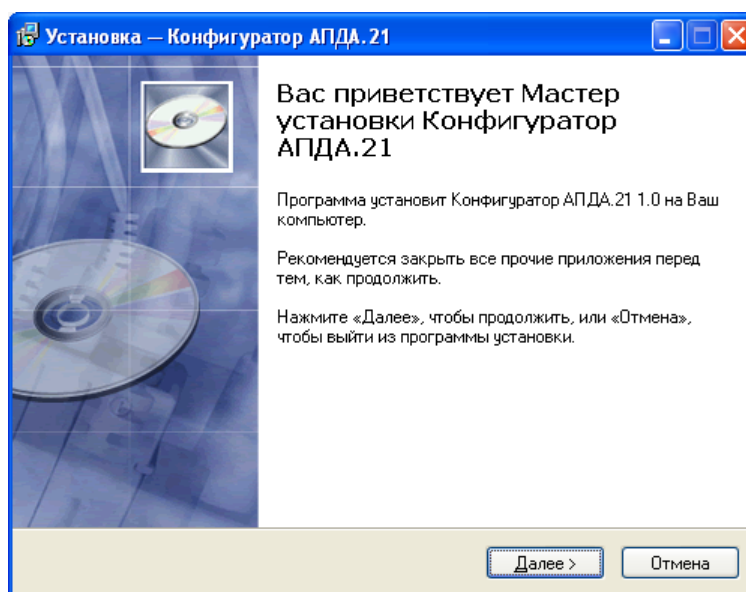 Установка — Конфигуратор АПДА.21
Вас приветствует Мастер
установки Конфигуратор
АПДА.21
Программа установит Конфигуратор АПДА.21 1.0 на Ваш
компьютер.
Рекомендуется закрыть все прочие приложения перед
тем, как продолжить.
Нажмите «Далее», чтобы продолжить, или «Отмена»,
чтобы выйти из программы установки.
Далее >
Отмена